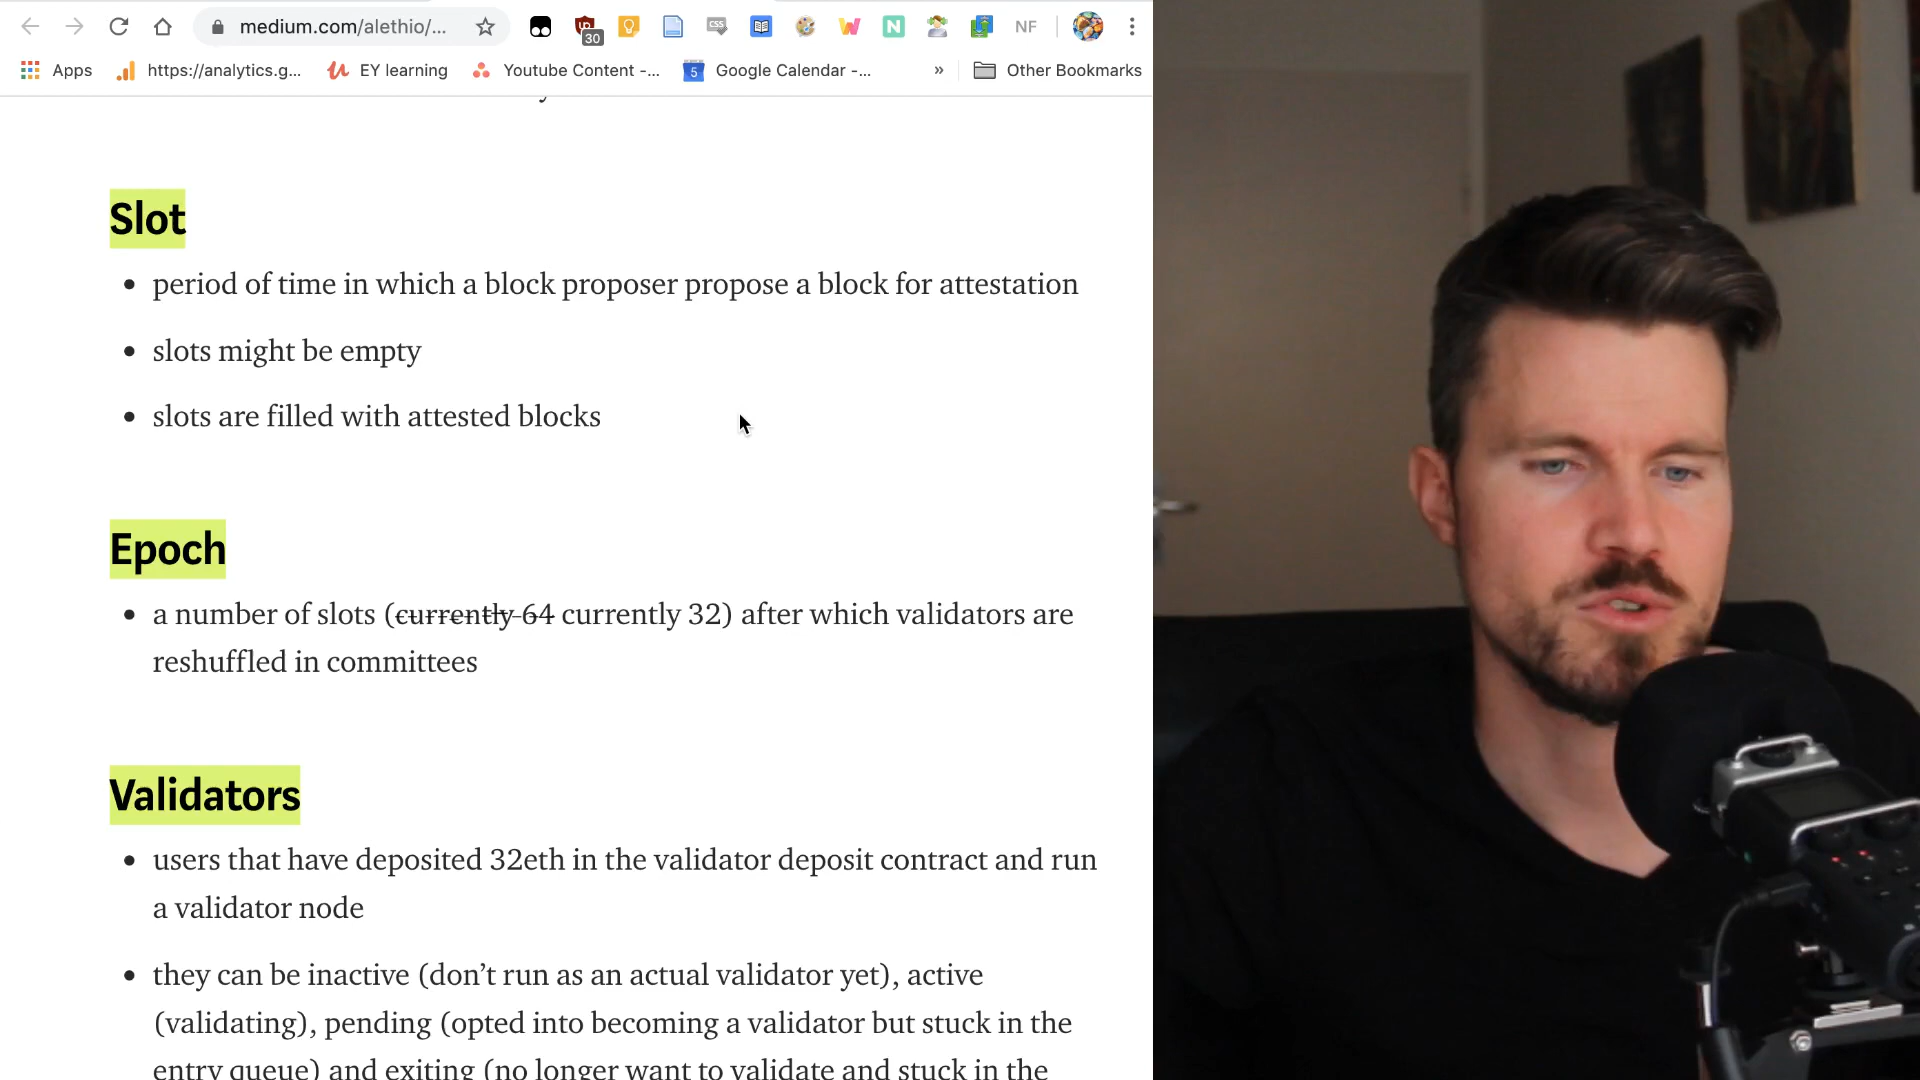 medium.com/alethio/...
30
NF
Apps
https://analytics.g...
EY learning
Youtube Content -...
5
Google Calendar -...
»
Other Bookmarks
Slot
• period of time in which a block proposer propose a block for attestation
• slots might be empty
• slots are filled with attested blocks
Epoch
• a number of slots (currently 64 currently 32) after which validators are
reshuffled in committees
Validators
• users that have deposited 32eth in the validator deposit contract and run
a validator node
• they can be inactive (don’t run as an actual validator yet), active
(validating), pending (opted into becoming a validator but stuck in the
entry queue) and exiting (no longer want to validate and stuck in the